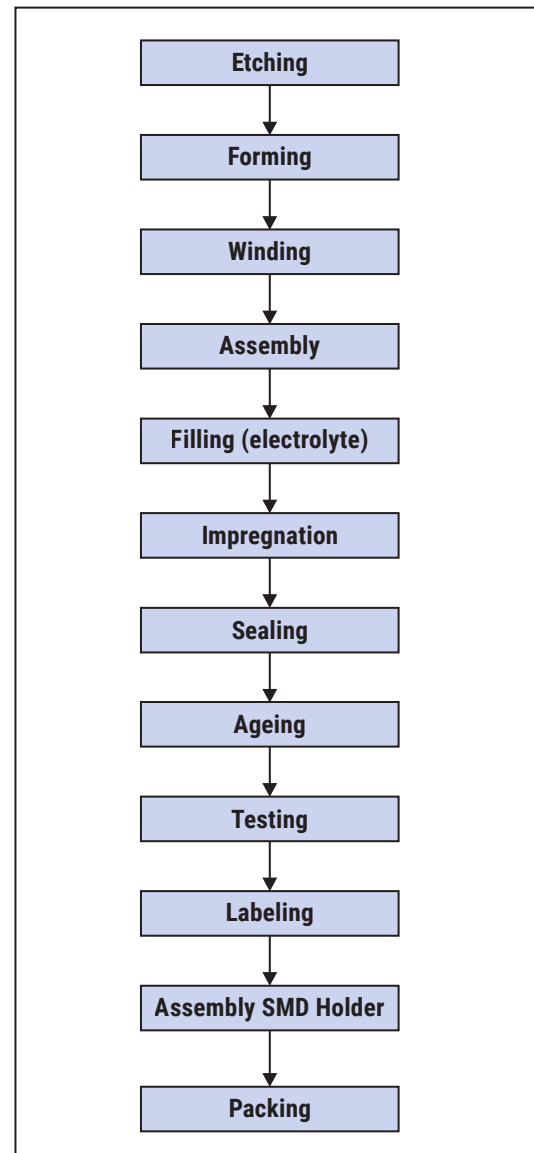 Etching
Forming
Winding
Assembly
Filling (electrolyte)
Impregnation
Sealing
Ageing
Testing
Labeling
Assembly SMD Holder
Packing